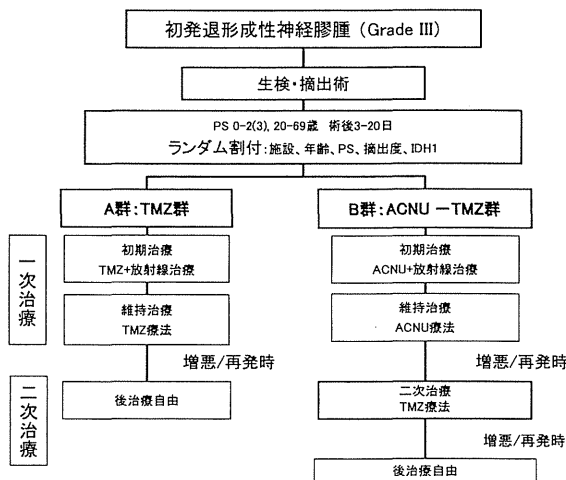 初発退形成性神経膠腫（Grade III）
生検・摘出術
PS 0-2(3), 20-69歳　術後3-20日
ランダム割付：施設、年齢、PS、摘出度、IDH1
A群：TMZ群
B群：ACNU －TMZ群
一次治療
初期治療
TMZ+放射線治療
初期治療
ACNU+放射線治療
維持治療
TMZ療法
維持治療
ACNU療法
増悪/再発時
増悪/再発時
二次治療
後治療自由
二次治療
TMZ療法
増悪/再発時
後治療自由